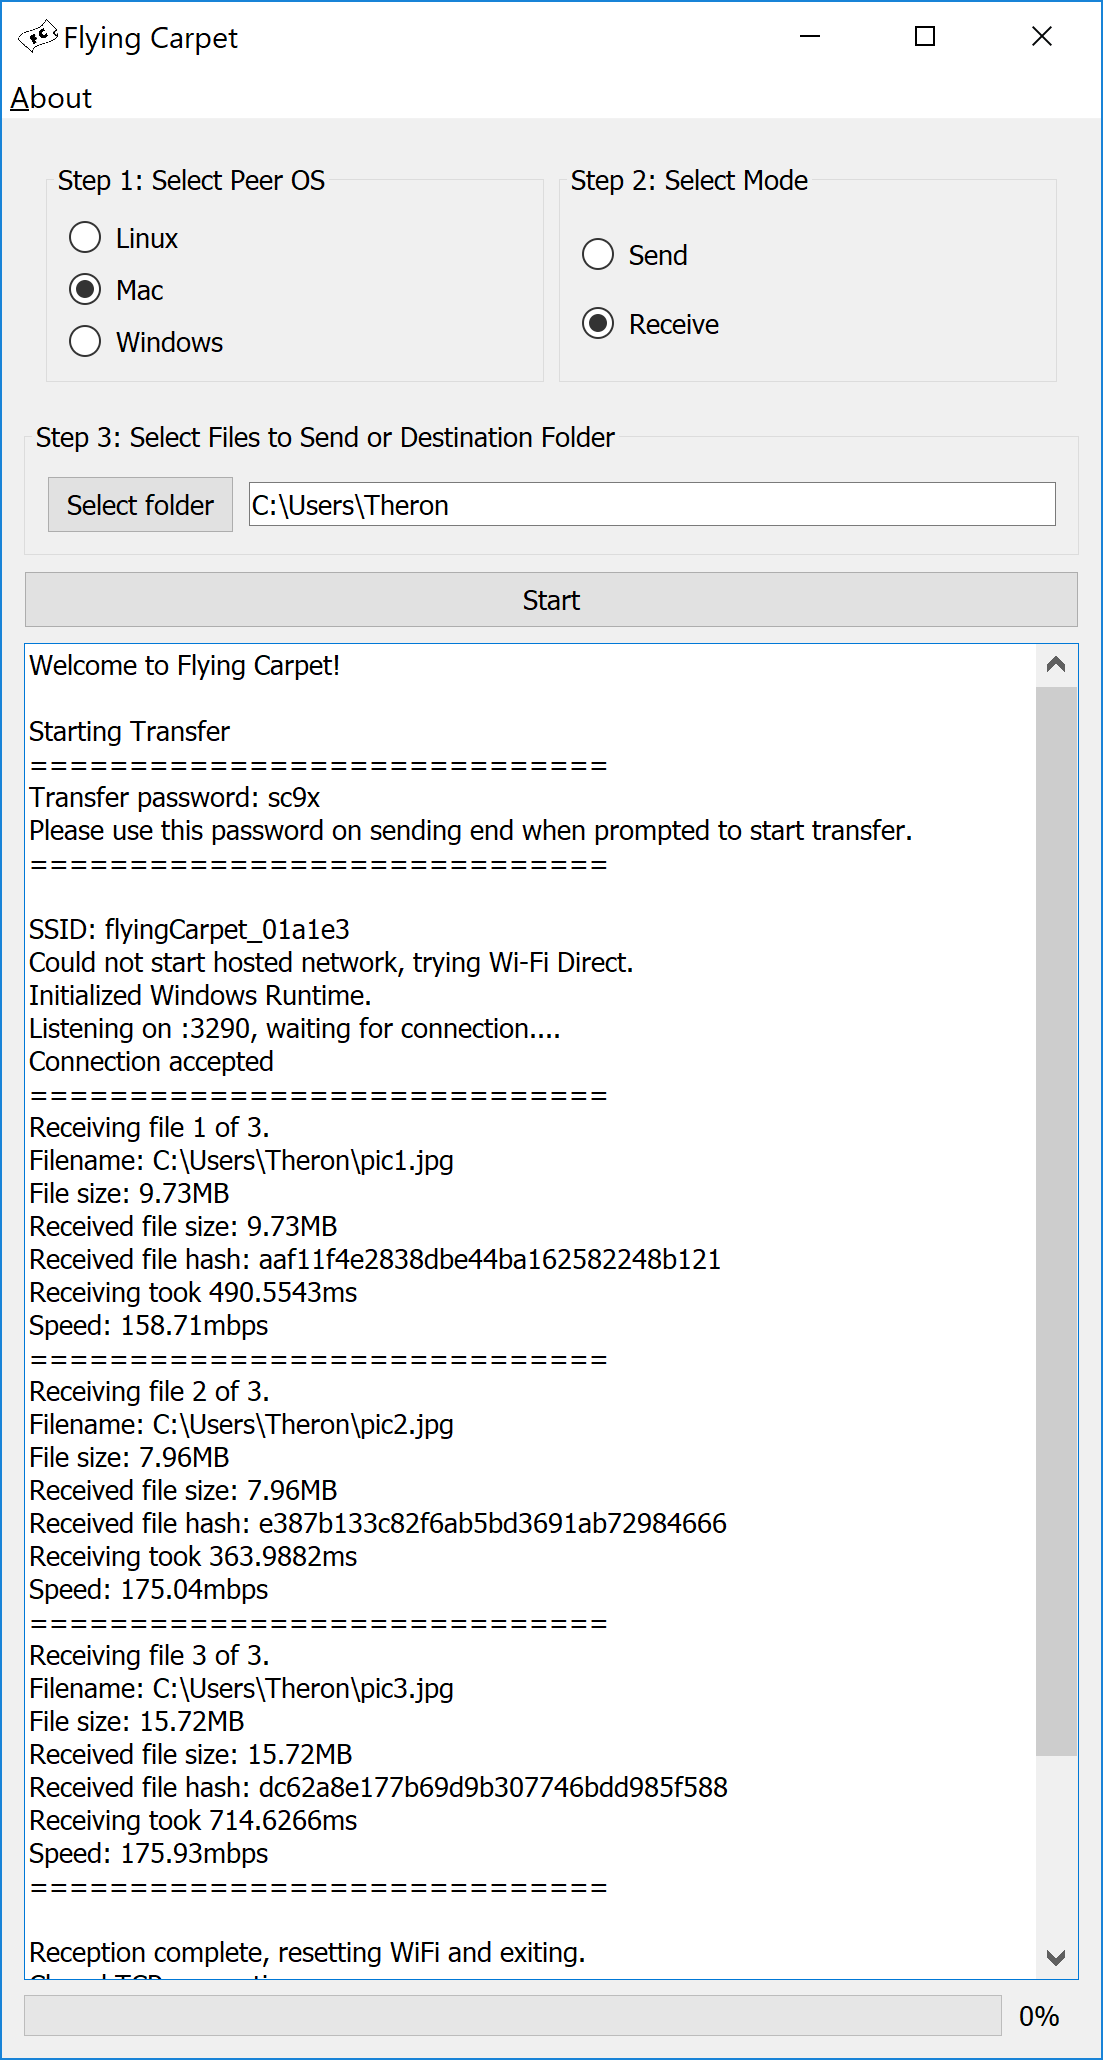 Flying Carpet
About
Step 1: Select Peer OS
Linux
Mac
Windows
Step 2: Select Mode
Send
Receive
Step 3: Select Files to Send or Destination Folder
Select folder
C:\Users\Theron
Start
Welcome to Flying Carpet!
Starting Transfer
=============================
Transfer password: sc9x
Please use this password on sending end when prompted to start transfer.
=============================
SSID: flyingCarpet_01a1e3
Could not start hosted network, trying Wi-Fi Direct.
Initialized Windows Runtime.
Listening on :3290, waiting for connection....
Connection accepted
=============================
Receiving file 1 of 3.
Filename: C:\Users\Theron\pic1.jpg
File size: 9.73MB
Received file size: 9.73MB
Received file hash: aaf11f4e2838dbe44ba162582248b121
Receiving took 490.5543ms
Speed: 158.71mbps
=============================
Receiving file 2 of 3.
Filename: C:\Users\Theron\pic2.jpg
File size: 7.96MB
Received file size: 7.96MB
Received file hash: e387b133c82f6ab5bd3691ab72984666
Receiving took 363.9882ms
Speed: 175.04mbps
=============================
Receiving file 3 of 3.
Filename: C:\Users\Theron\pic3.jpg
File size: 15.72MB
Received file size: 15.72MB
Received file hash: dc62a8e177b69d9b307746bdd985f588
Receiving took 714.6266ms
Speed: 175.93mbps
=============================
Reception complete, resetting WiFi and exiting.
0%